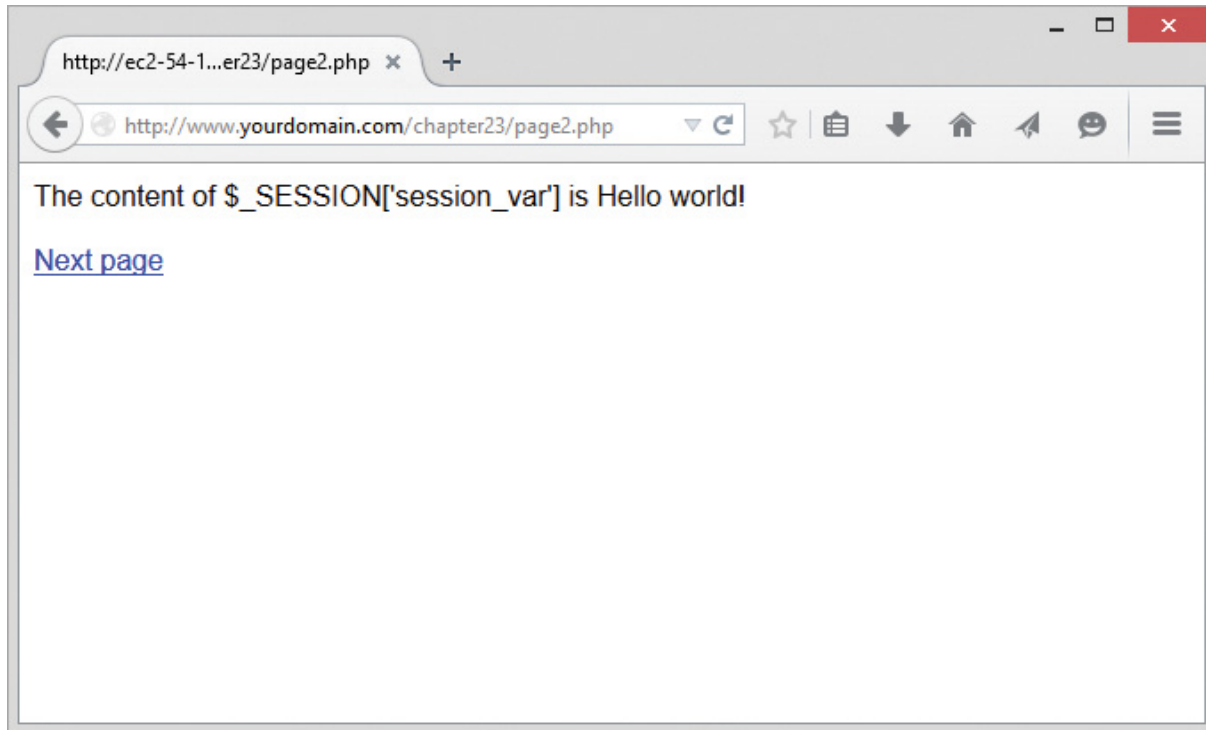 http://ec2-54-1...er23/page2.php
http://www.yourdomain.com/chapter23/page2.php
The content of $_SESSION['session_var'] is Hello world!
Next page